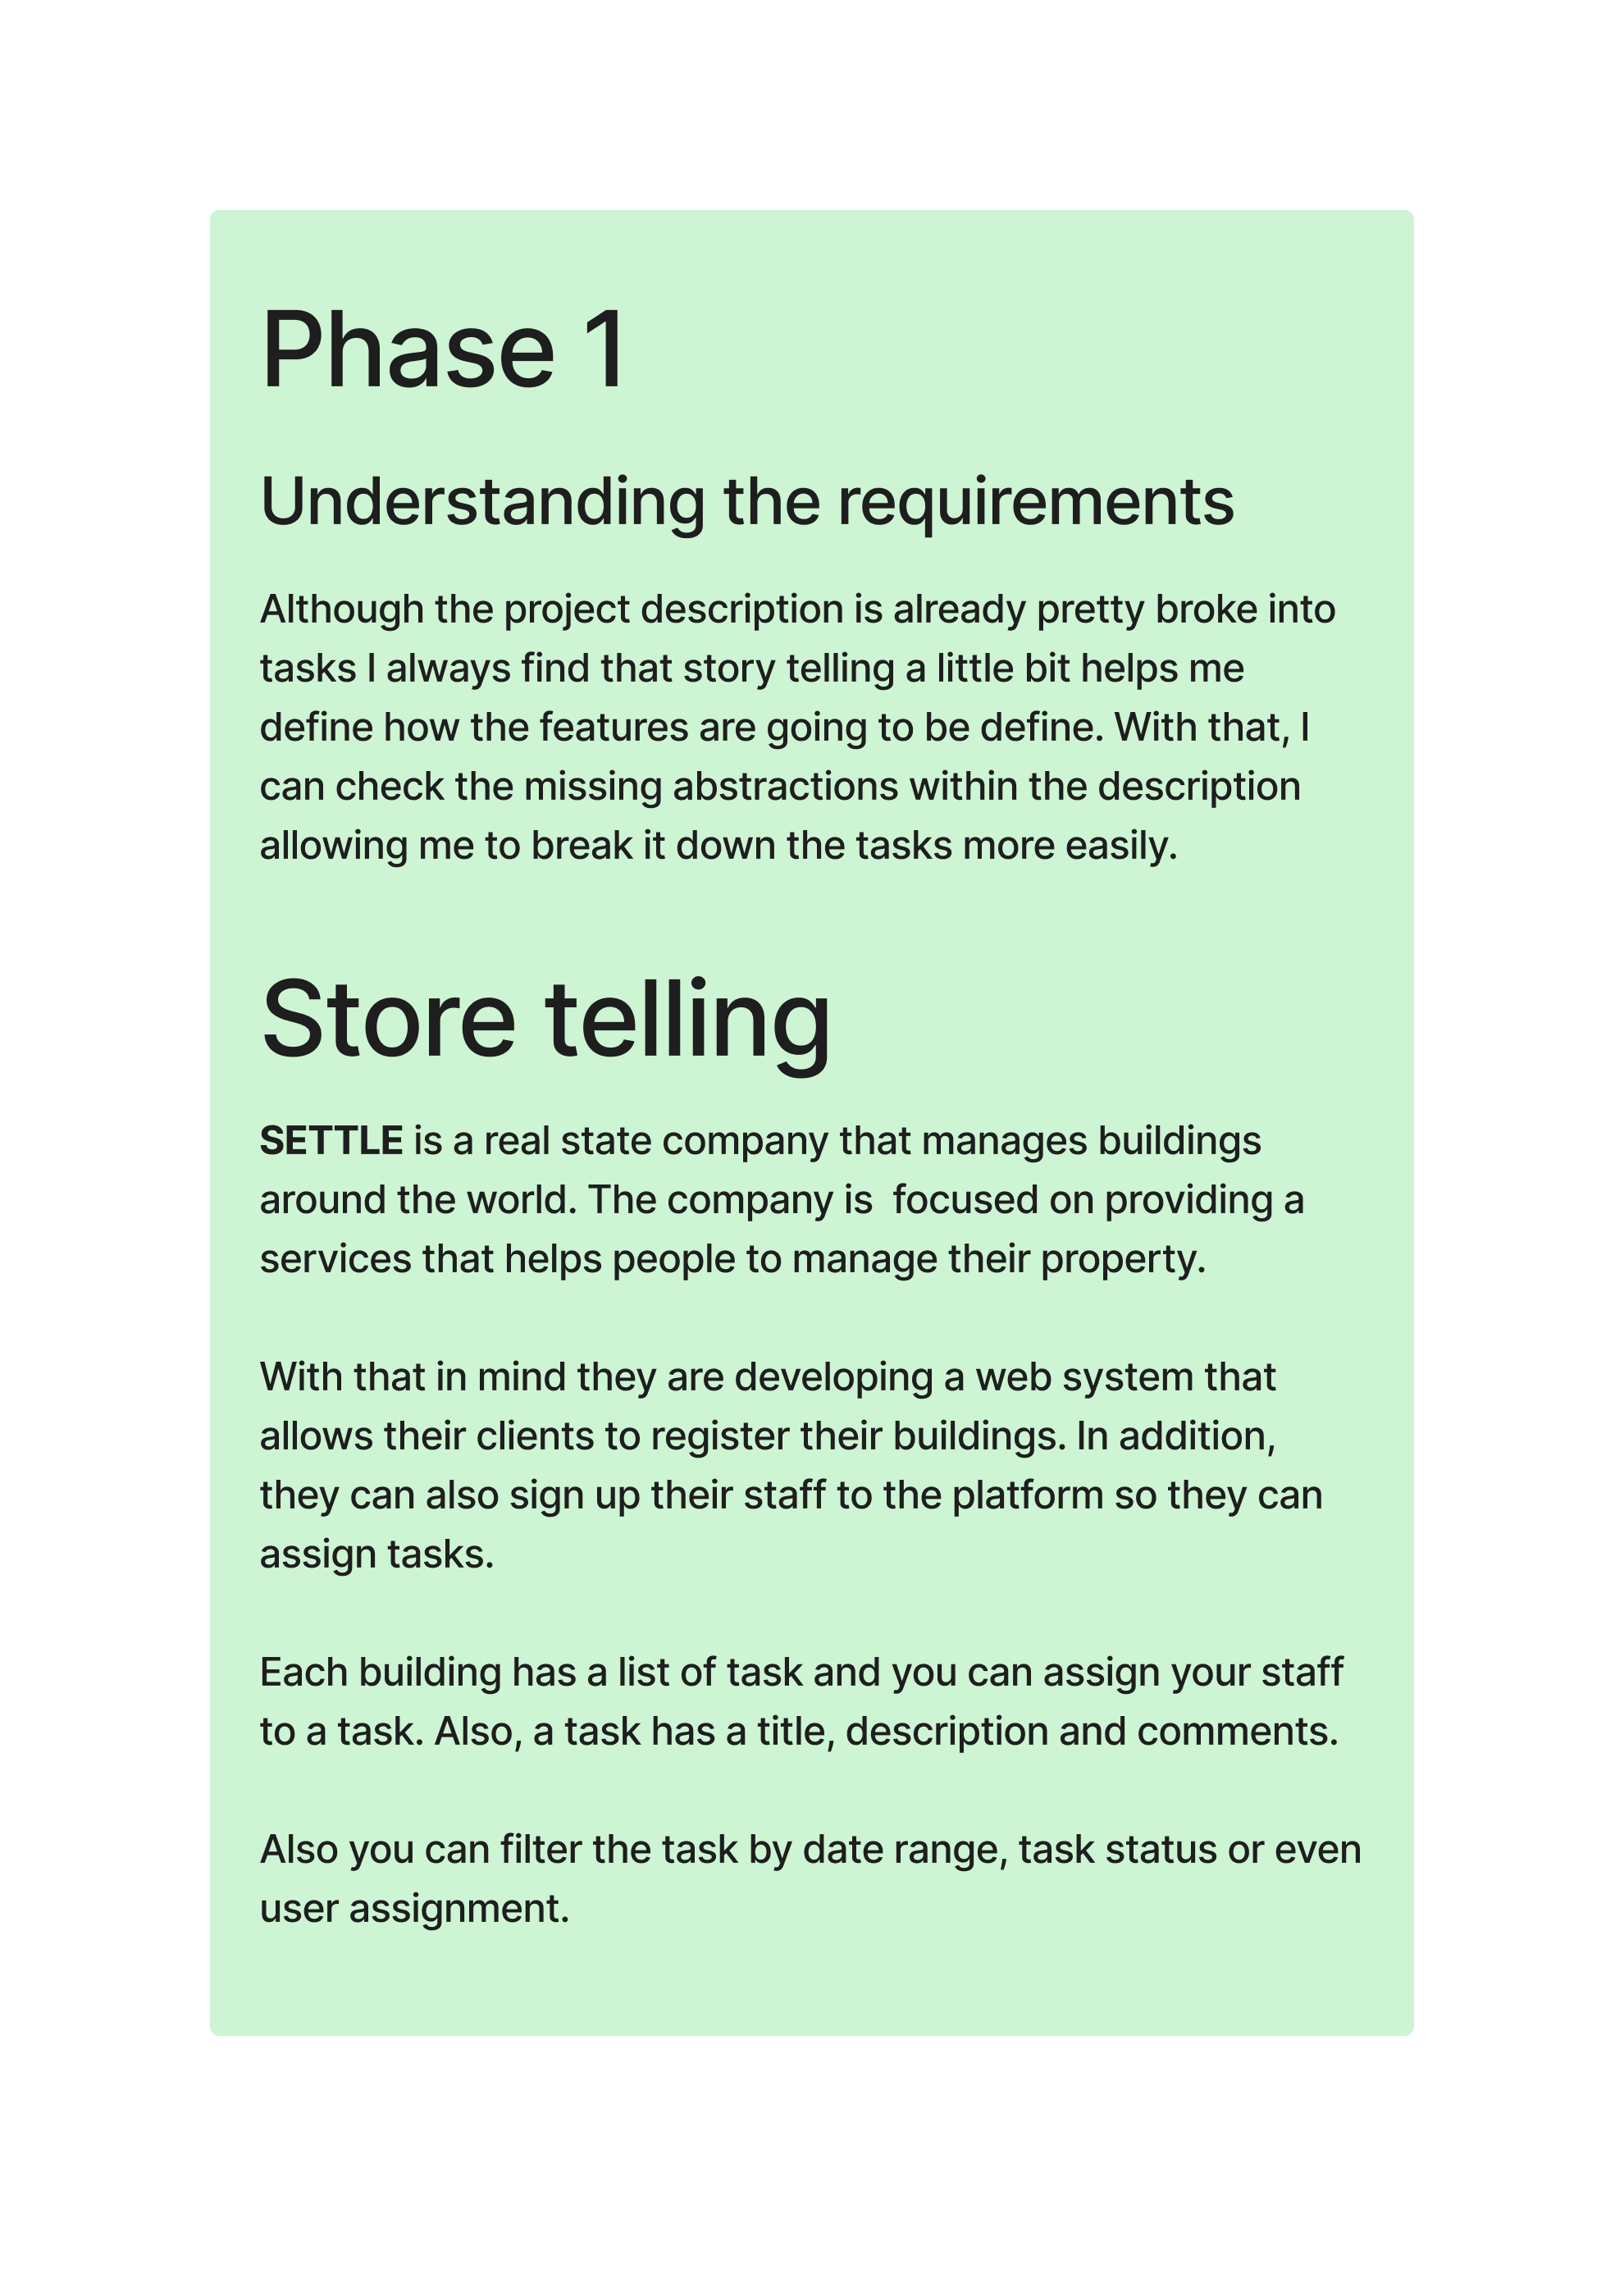 Phase 1
Understanding the requirements
Although the project description is already pretty broke into
tasks I always find that story telling a little bit helps me
define how the features are going to be define. With that, I
can check the missing abstractions within the description
allowing me to break it down the tasks more easily.
Store telling
SETTLE is a real state company that manages buildings
around the world. The company is  focused on providing a
services that helps people to manage their property.
With that in mind they are developing a web system that
allows their clients to register their buildings. In addition,
they can also sign up their staff to the platform so they can
assign tasks.
Each building has a list of task and you can assign your staff
to a task. Also, a task has a title, description and comments.
Also you can filter the task by date range, task status or even
user assignment.